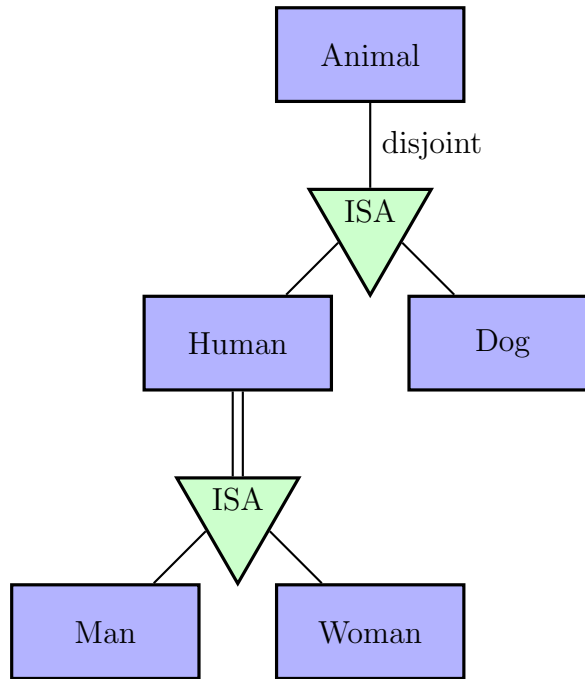 Animal
disjoint
ISA
Human
Dog
ISA
Man
Woman